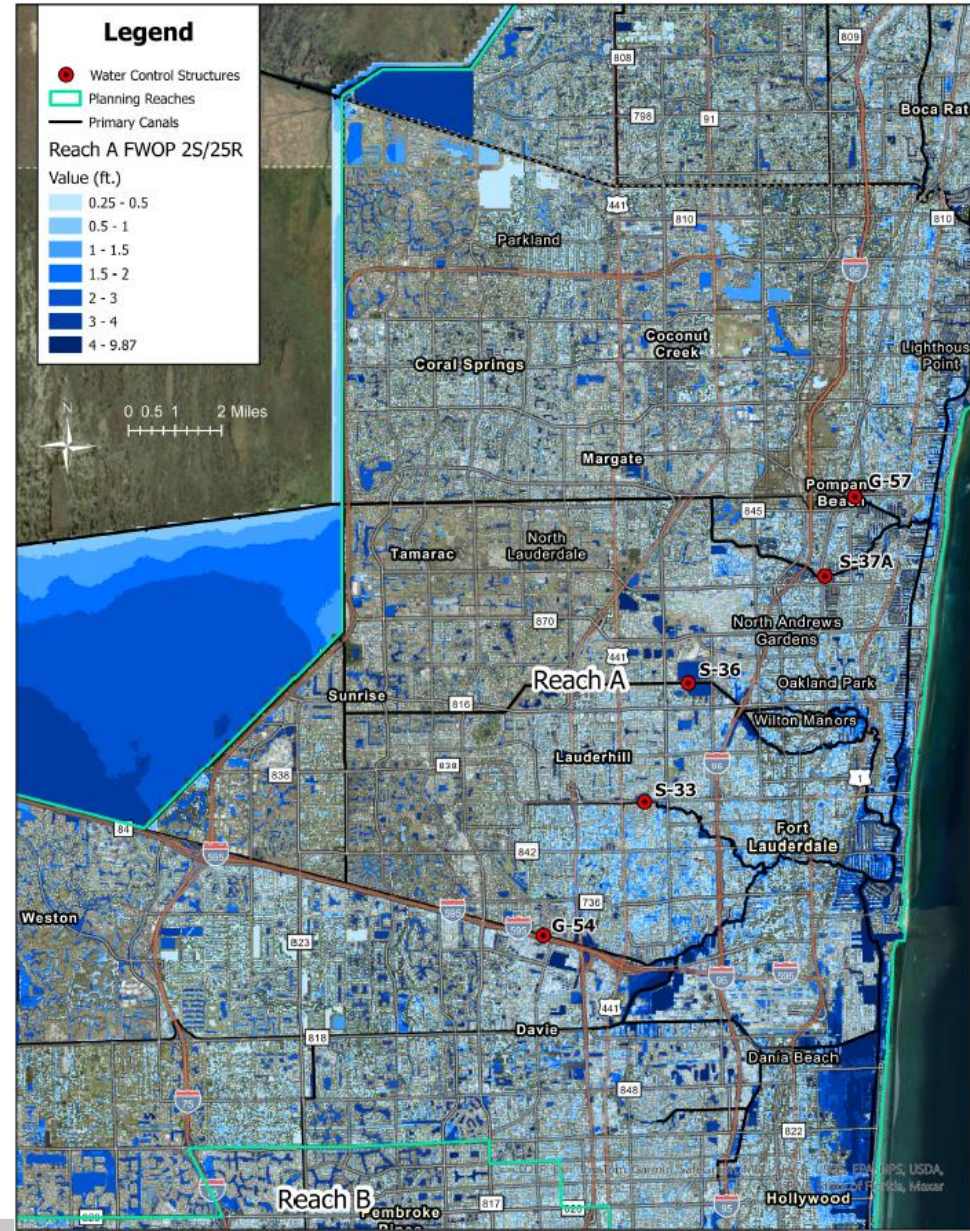 Legend
Water Control Structures
Planning Reaches
Primary Canals
Reach A FWOP 2S/25R
Value (ft.)
0.25 - 0.5
0.5 - 1
1 - 1.5
1.5 - 2
2 - 3
3 - 4
4 - 9.87
N
0 0.5 1 2 Miles
809
808
798
91
Boca Rat
441
810
810
Parkland
95
Coconut
Creek
Coral Springs
Lighthous
Point
Margate
Pompan
Beach
G-57
845
North
Lauderdale
Tamarac
S-37A
870
North Andrews
Gardens
441
Reach A
S-36
Oakland Park
Sunrise
816
Wilton Manors
Lauderhill
838
838
1
S-33
84
595
842
Fort
Lauderdale
Weston
595
736
595
G-54
823
95
595
441
818
Davie
Dania Beach
75
848
822
Reach B
817
Pembroke
Hollywood
95
USDA,
Maxar